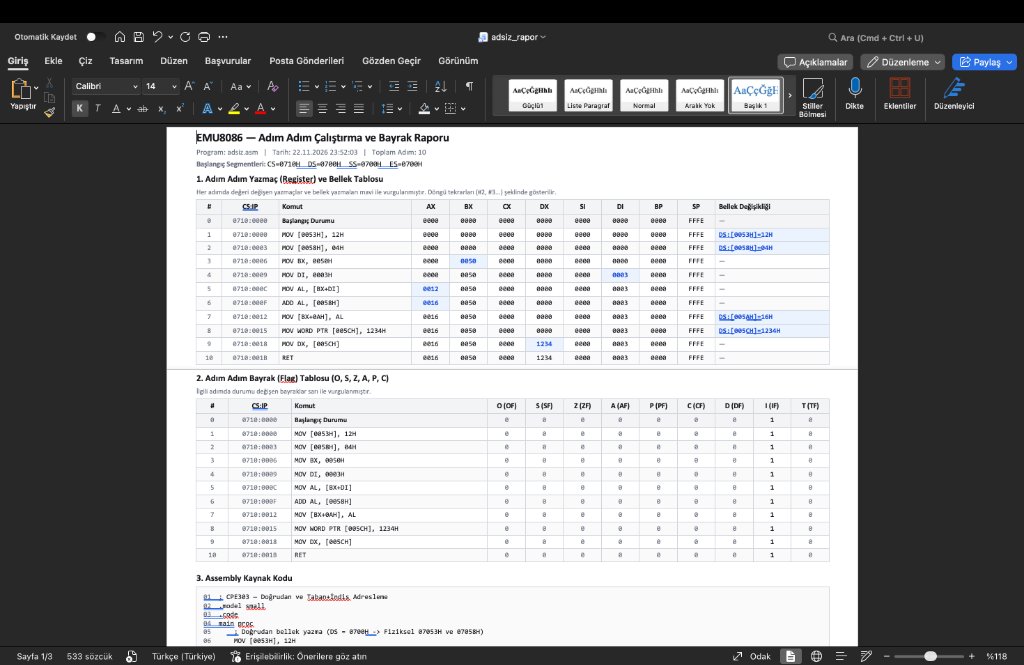 Otomatik Kaydet
adsiz_rapor
Ara (Cmd + Ctrl + U)
Giriş Ekle Çiz Tasarım Düzen Başvurular Posta Gönderileri Gözden Geçir Görünüm
Açıklamalar Düzenleme Paylaş
Yapıştır
Calibri 14
K T A ab x x
AaÇçĞğHhIı AaÇçĞğHhIı AaÇçĞğHhIı AaÇçĞğHhIı AaÇçĞğH
Güçlü1 Liste Paragraf Normal Aralık Yok Başlık 1
Stiller Bölmesi Dikte Eklentiler Düzenleyici
EMU8086 — Adım Adım Çalıştırma ve Bayrak Raporu
Program: adsiz.asm | Tarih: 22.11.2026 23:52:03 | Toplam Adım: 10
Başlangıç Segmentleri: CS=0710H DS=0700H SS=0700H ES=0700H
1. Adım Adım Yazmaç (Register) ve Bellek Tablosu
Her adımda değeri değişen yazmaçlar ve bellek yazmaları mavi ile vurgulanmıştır. Döngü tekrarları (#2, #3...) şeklinde gösterilir.
# CS:IP Komut AX BX CX DX SI DI BP SP Bellek Değişikliği
0 0710:0000 Başlangıç Durumu 0000 0000 0000 0000 0000 0000 0000 FFFE —
1 0710:0000 MOV [0053H], 12H 0000 0000 0000 0000 0000 0000 0000 FFFE DS:[0053H]=12H
2 0710:0003 MOV [0058H], 04H 0000 0000 0000 0000 0000 0000 0000 FFFE DS:[0058H]=04H
3 0710:0006 MOV BX, 0050H 0000 0050 0000 0000 0000 0000 0000 FFFE —
4 0710:0009 MOV DI, 0003H 0000 0050 0000 0000 0000 0003 0000 FFFE —
5 0710:000C MOV AL, [BX+DI] 0012 0050 0000 0000 0000 0003 0000 FFFE —
6 0710:000F ADD AL, [0058H] 0016 0050 0000 0000 0000 0003 0000 FFFE —
7 0710:0012 MOV [BX+0AH], AL 0016 0050 0000 0000 0000 0003 0000 FFFE DS:[005AH]=16H
8 0710:0015 MOV WORD PTR [005CH], 1234H 0016 0050 0000 0000 0000 0003 0000 FFFE DS:[005CH]=1234H
9 0710:0018 MOV DX, [005CH] 0016 0050 0000 1234 0000 0003 0000 FFFE —
10 0710:001B RET 0016 0050 0000 1234 0000 0003 0000 FFFE —
2. Adım Adım Bayrak (Flag) Tablosu (O, S, Z, A, P, C)
İlgili adımda durumu değişen bayraklar sarı ile vurgulanmıştır.
# CS:IP Komut O (OF) S (SF) Z (ZF) A (AF) P (PF) C (CF) D (DF) I (IF) T (TF)
0 0710:0000 Başlangıç Durumu 0 0 0 0 0 0 0 1 0
1 0710:0000 MOV [0053H], 12H 0 0 0 0 0 0 0 1 0
2 0710:0003 MOV [0058H], 04H 0 0 0 0 0 0 0 1 0
3 0710:0006 MOV BX, 0050H 0 0 0 0 0 0 0 1 0
4 0710:0009 MOV DI, 0003H 0 0 0 0 0 0 0 1 0
5 0710:000C MOV AL, [BX+DI] 0 0 0 0 0 0 0 1 0
6 0710:000F ADD AL, [0058H] 0 0 0 0 0 0 0 1 0
7 0710:0012 MOV [BX+0AH], AL 0 0 0 0 0 0 0 1 0
8 0710:0015 MOV WORD PTR [005CH], 1234H 0 0 0 0 0 0 0 1 0
9 0710:0018 MOV DX, [005CH] 0 0 0 0 0 0 0 1 0
10 0710:001B RET 0 0 0 0 0 0 0 1 0
3. Assembly Kaynak Kodu
01 ; CPE303 — Doğrudan ve Taban+İndis Adresleme
02 .model small
03 .code
04 main proc
05 ; Doğrudan bellek yazma (DS = 0700H -> Fiziksel 07053H ve 07058H)
06 MOV [0053H], 12H
Sayfa 1/3 533 sözcük Türkçe (Türkiye) Erişilebilirlik: Önerilere göz atın Odak %118